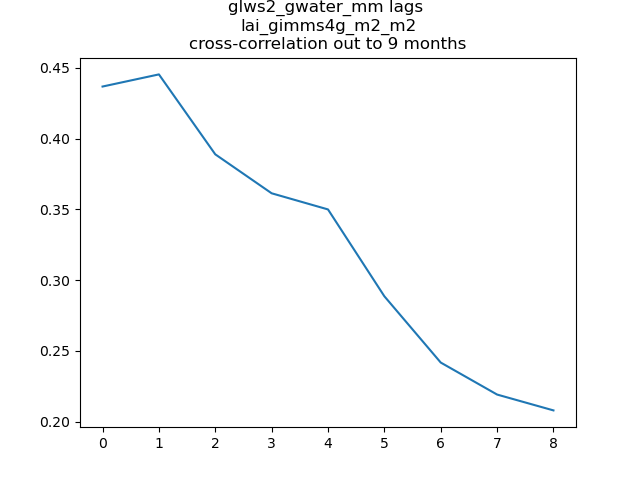 glws2_gwater_mm lags
lai_gimms4g_m2_m2
cross-correlation out to 9 months
0.45
0.40
0.35
0.30
0.25
0.20
0 1 2 3 4 5 6 7 8